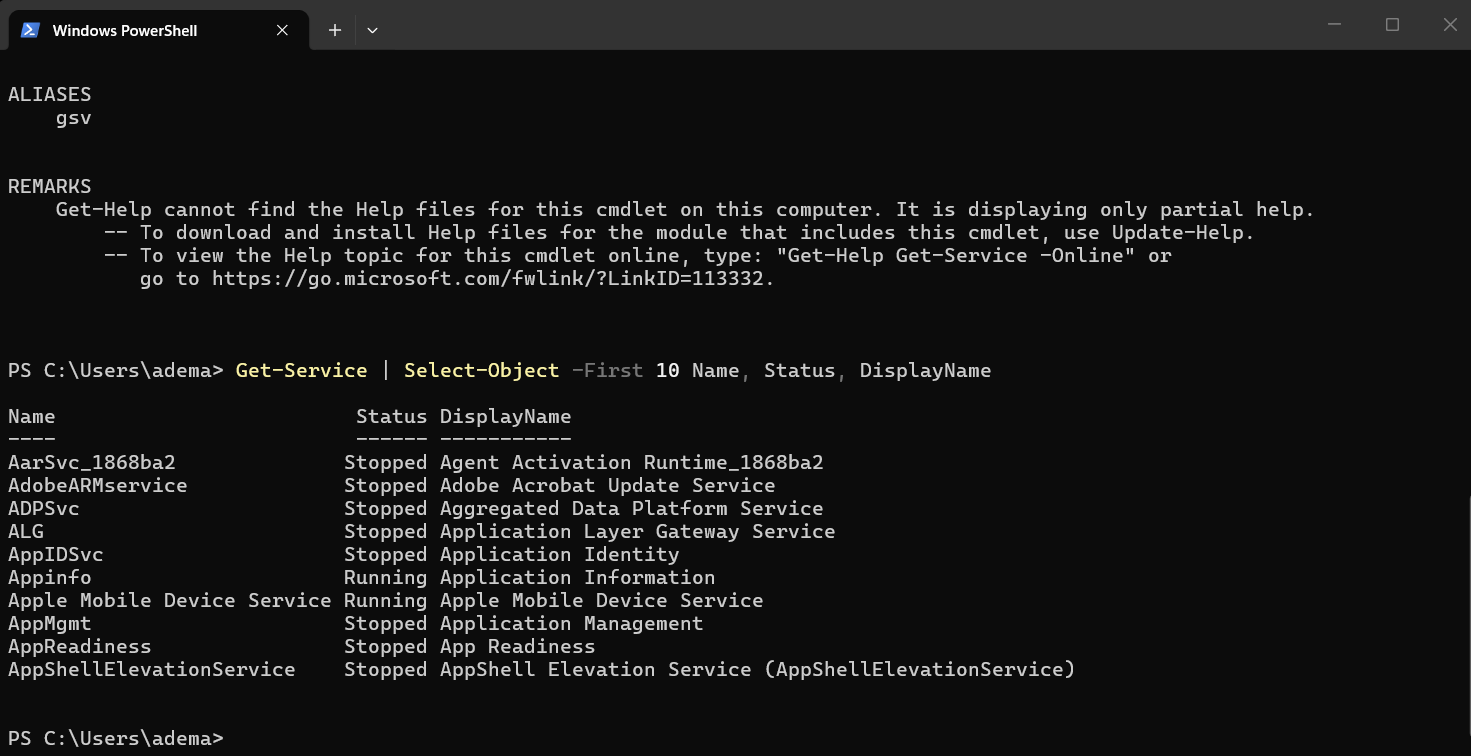 Windows PowerShell
ALIASES
    gsv
REMARKS
    Get-Help cannot find the Help files for this cmdlet on this computer. It is displaying only partial help.
        -- To download and install Help files for the module that includes this cmdlet, use Update-Help.
        -- To view the Help topic for this cmdlet online, type: "Get-Help Get-Service -Online" or
           go to https://go.microsoft.com/fwlink/?LinkID=113332.
PS C:\Users\adema> Get-Service | Select-Object -First 10 Name, Status, DisplayName
Name                         Status DisplayName
----                         ------ -----------
AarSvc_1868ba2              Stopped Agent Activation Runtime_1868ba2
AdobeARMservice             Stopped Adobe Acrobat Update Service
ADPSvc                      Stopped Aggregated Data Platform Service
ALG                         Stopped Application Layer Gateway Service
AppIDSvc                    Stopped Application Identity
Appinfo                     Running Application Information
Apple Mobile Device Service Running Apple Mobile Device Service
AppMgmt                     Stopped Application Management
AppReadiness                Stopped App Readiness
AppShellElevationService    Stopped AppShell Elevation Service (AppShellElevationService)
PS C:\Users\adema>